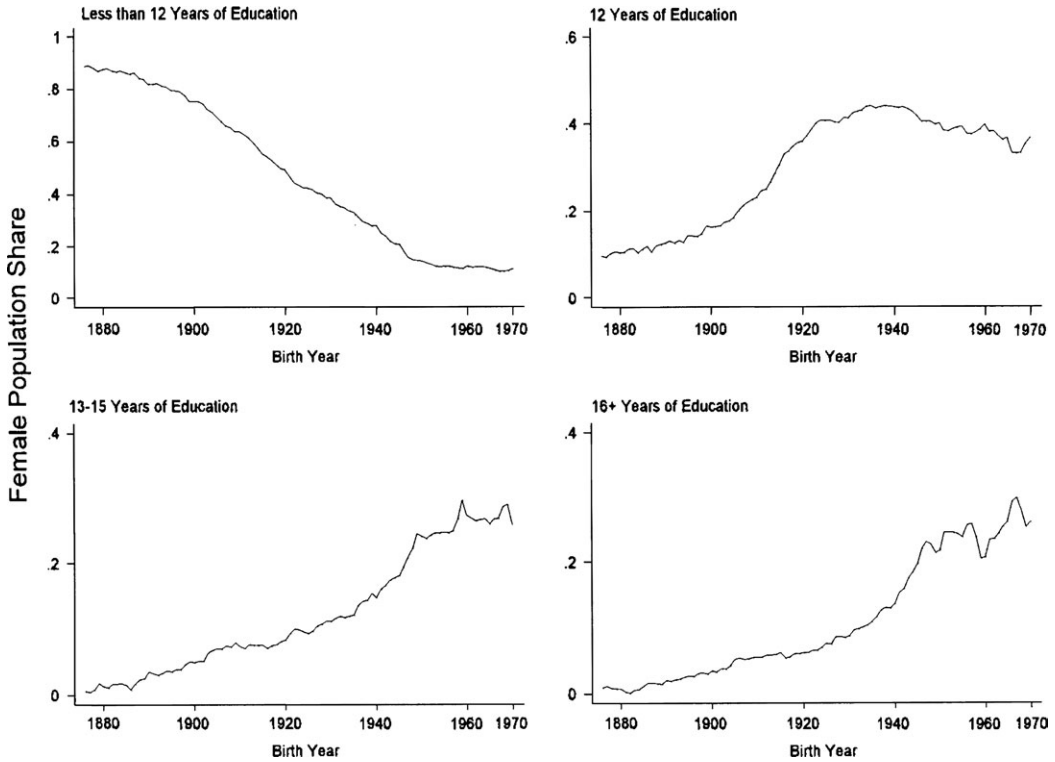 Female Population Share
Less than 12 Years of Education
1
.8
.6
.4
.2
0
1880 1900 1920 1940 1960 1970
Birth Year
12 Years of Education
.6
.4
.2
0
1880 1900 1920 1940 1960 1970
Birth Year
13-15 Years of Education
.4
.2
0
1880 1900 1920 1940 1960 1970
Birth Year
16+ Years of Education
.4
.2
0
1880 1900 1920 1940 1960 1970
Birth Year